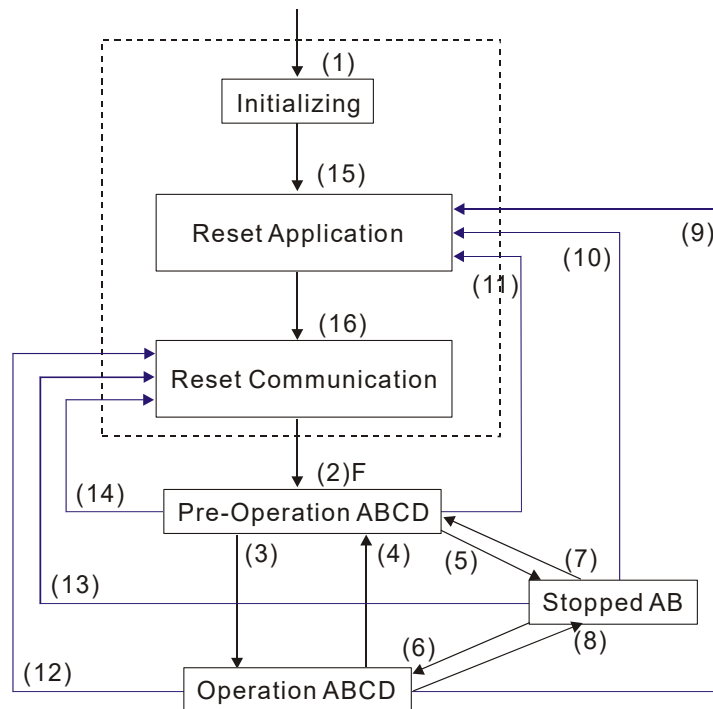 (1)
Initializing
(15)
Reset Application
(9)
(10)
(11)
(16)
Reset Communication
(2)F
(14)
Pre-Operation ABCD
(3)
(4)
(5)
(7)
(13)
Stopped AB
(6)
(8)
(12)
Operation ABCD